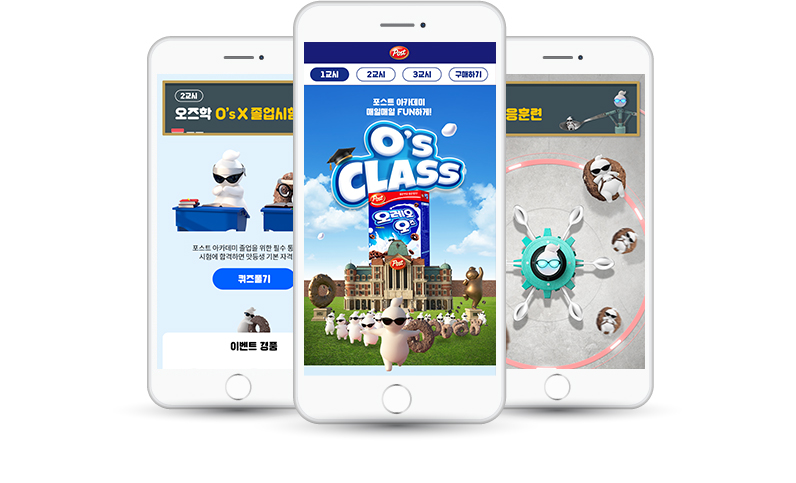 2교시
오즈학 O's X 졸업시험
포스트 아카데미 졸업을 위한 필수 통
시험에 합격하면 맛등생 기본 자격
퀴즈풀기
이벤트 경품
Post
1교시
2교시
3교시
구매하기
포스트 아카데미
매일매일 FUN하게!
O's
CLASS
Post
오레오
오즈
Post
응훈련